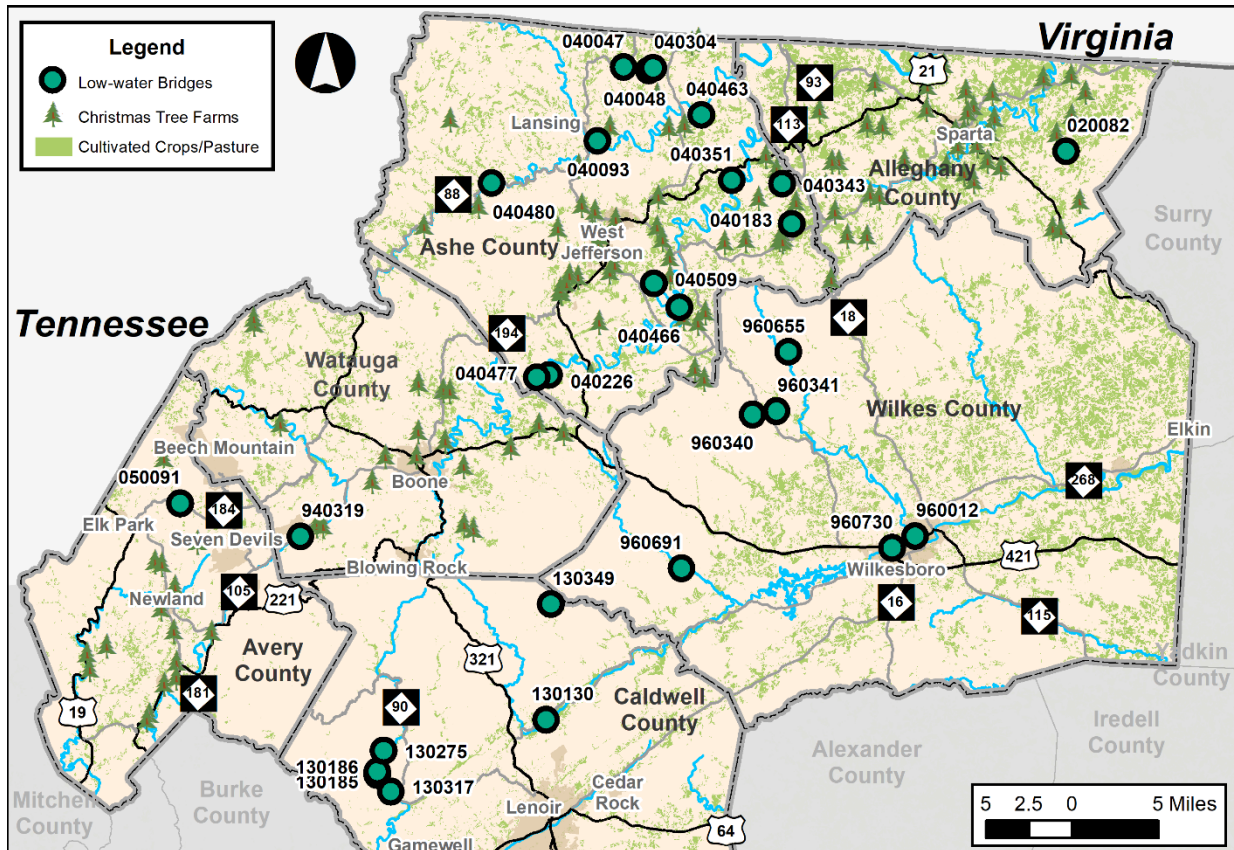 Legend
Low-water Bridges
Christmas Tree Farms
Cultivated Crops/Pasture
Virginia
Tennessee
040047
040304
040048
040463
93
21
113
Lansing
Sparta
020082
040351
040093
040343
Alleghany
County
88
040480
040183
Surry
County
Ashe County
West
Jefferson
040509
040466
18
194
960655
Watauga
County
040477
040226
960341
Wilkes County
960340
Elkin
Beech Mountain
Boone
268
050091
184
940319
960730
960012
Elk Park
Seven Devils
421
960691
Wilkesboro
Blowing Rock
130349
Newland
105
221
16
115
Avery
County
321
Yadkin
County
181
90
130130
Caldwell
County
19
Iredell
County
Alexander
County
130275
130186
130185
130317
Mitchell
County
Burke
County
Cedar
Rock
Lenoir
64
Gamewell
5 2.5 0 5 Miles